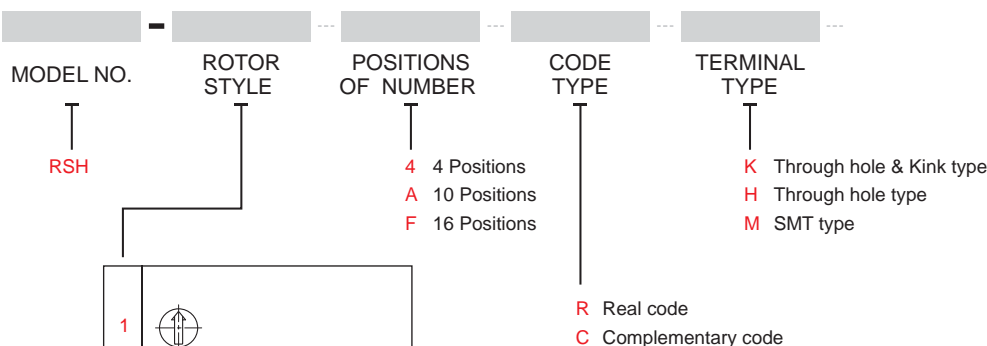 MODEL NO.
ROTOR
STYLE
POSITIONS
OF NUMBER
CODE
TYPE
TERMINAL
TYPE
RSH
4 4 Positions
A 10 Positions
F 16 Positions
K Through hole & Kink type
H Through hole type
M SMT type
1
R Real code
C Complementary code